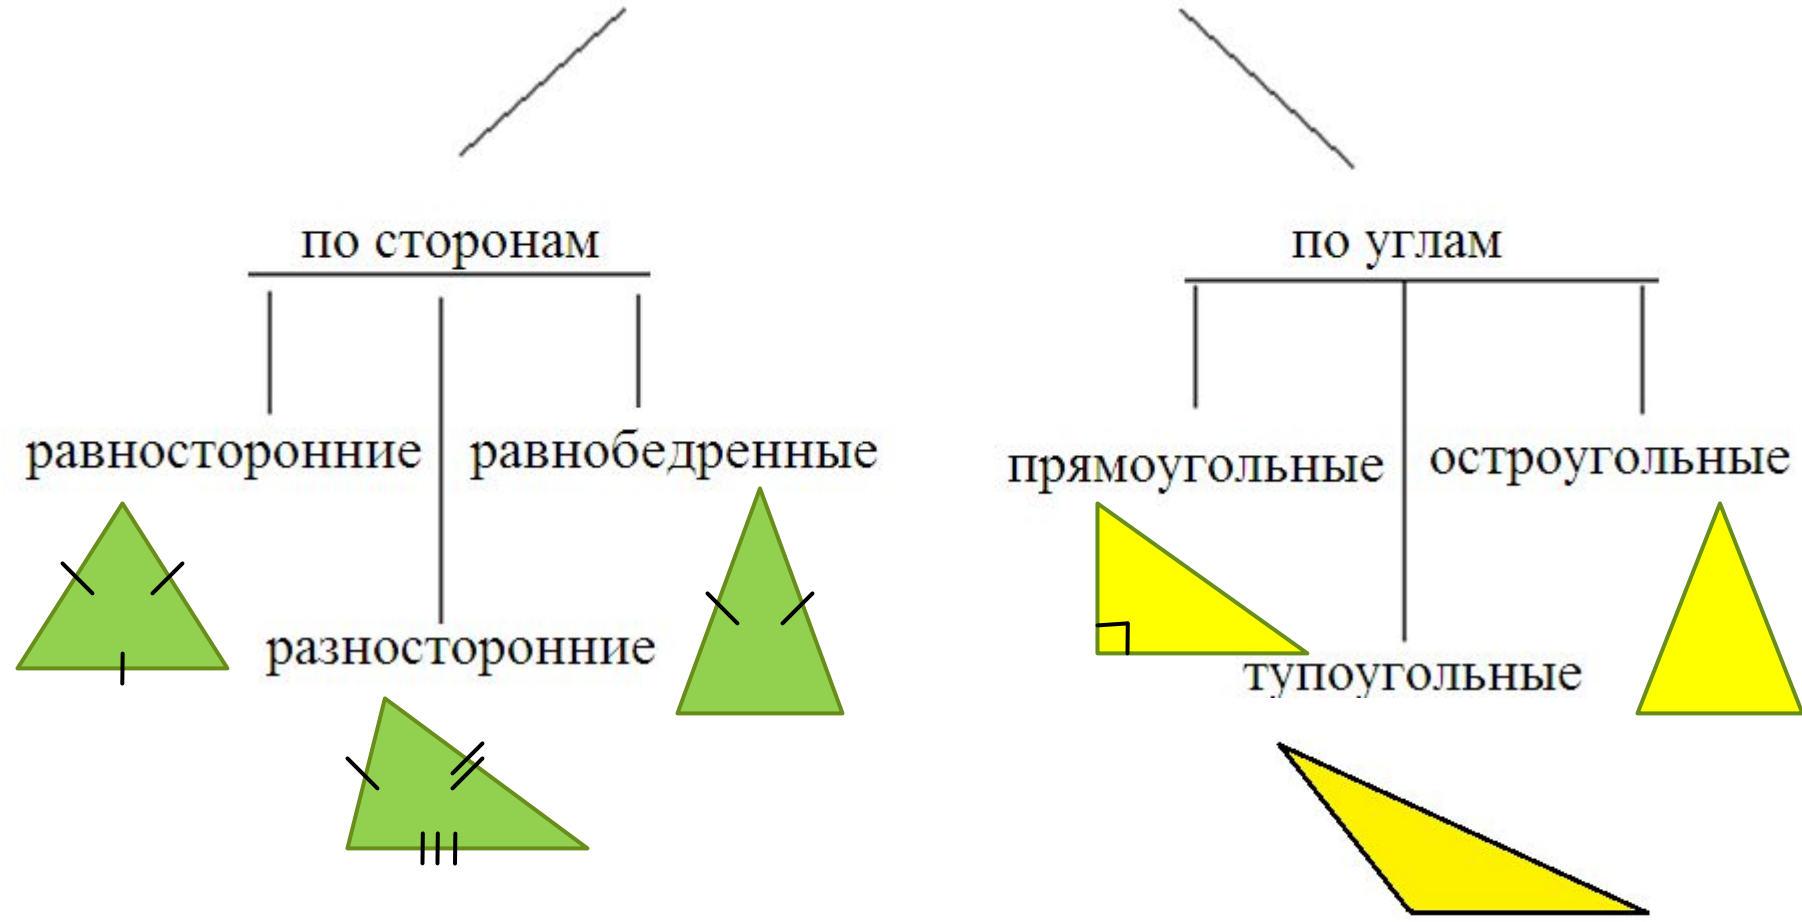 по сторонам
по углам
равносторонние
равнобедренные
прямоугольные
остроугольные
разносторонние
тупоугольные